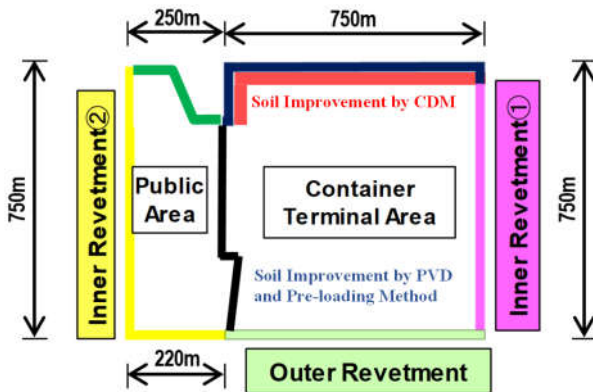 250m
750m
Soil Improvement by CDM
750m
Inner Revetment②
Public
Area
Container
Terminal Area
Inner Revetment①
750m
Soil Improvement by PVD
and Pre-loading Method
220m
Outer Revetment